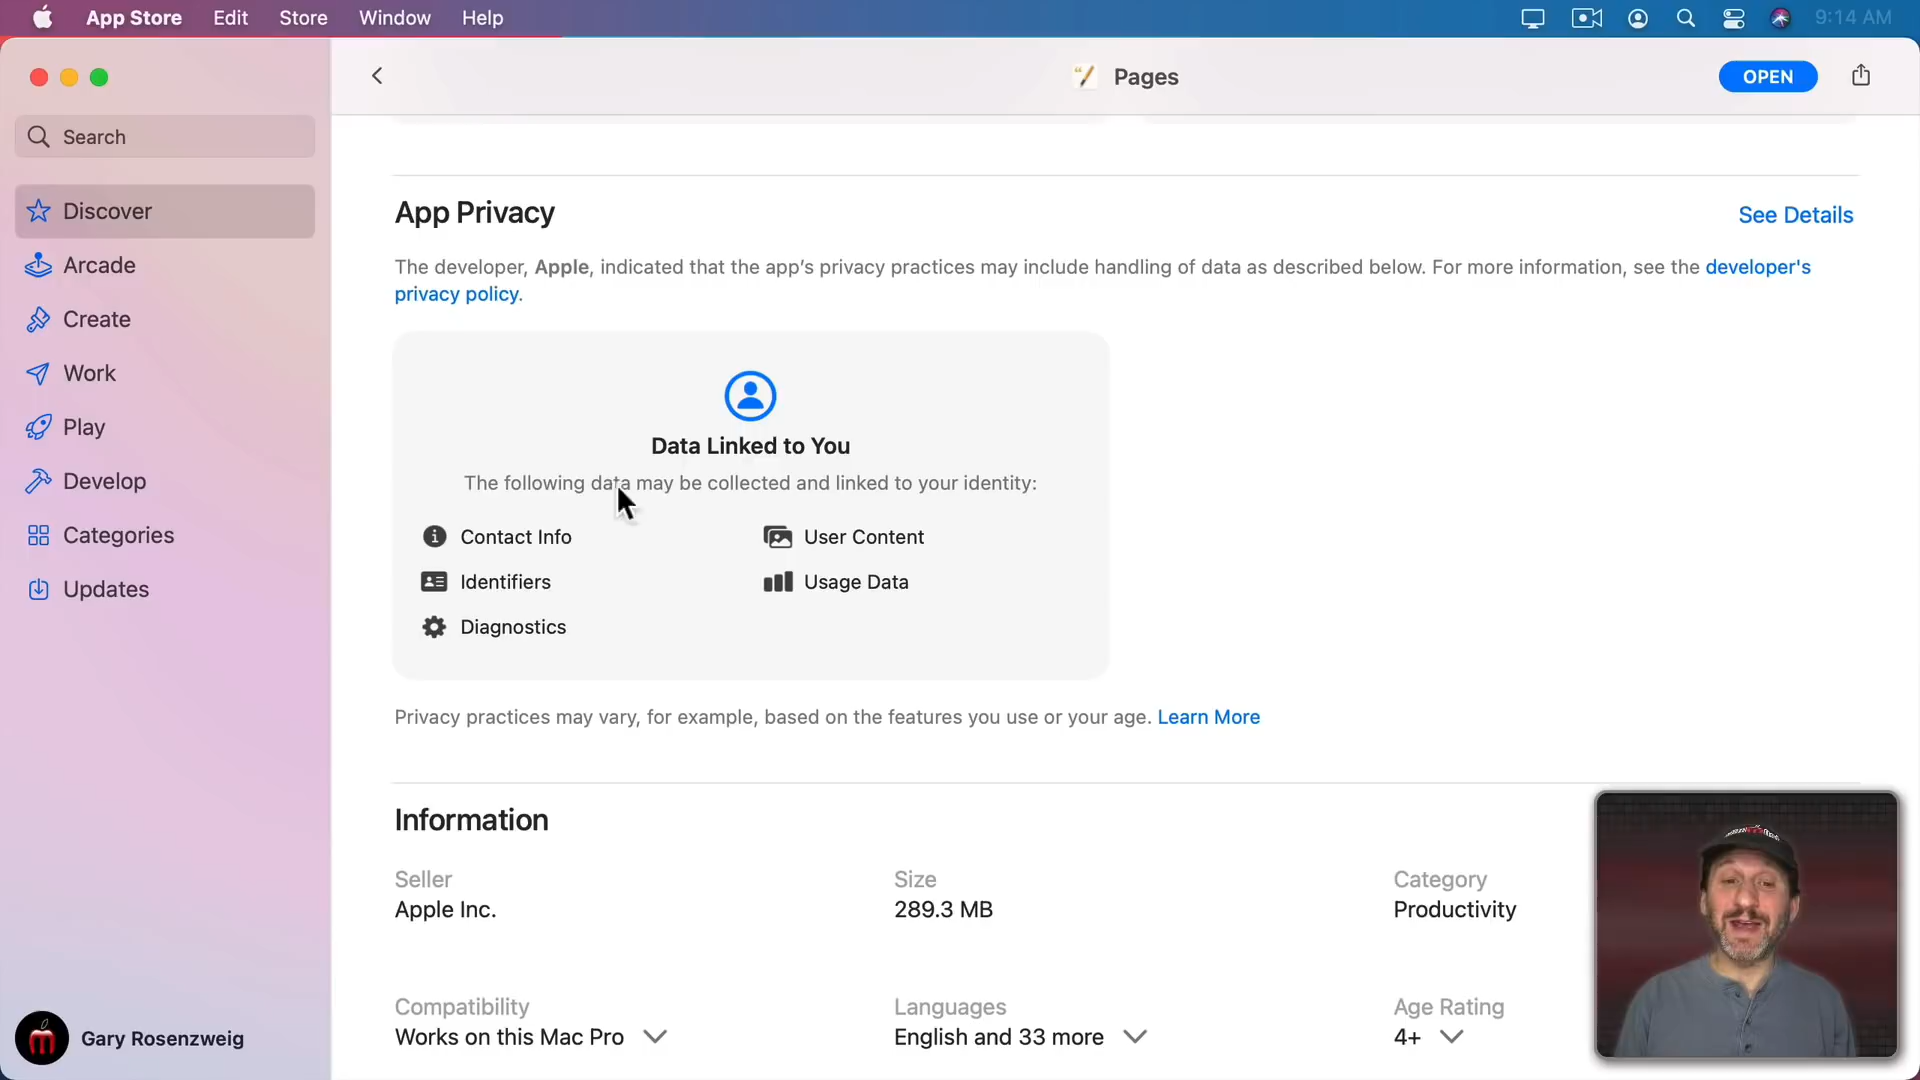 App Store Edit Store Window Help 9:14 AM
Pages
OPEN
Search
Discover
Arcade
Create
Work
Play
Develop
Categories
Updates
Gary Rosenzweig
App Privacy
See Details
The developer, Apple, indicated that the app's privacy practices may include handling of data as described below. For more information, see the developer's
privacy policy.
Data Linked to You
The following data may be collected and linked to your identity:
Contact Info
User Content
Identifiers
Usage Data
Diagnostics
Privacy practices may vary, for example, based on the features you use or your age. Learn More
Information
Seller
Apple Inc.
Size
289.3 MB
Category
Productivity
Compatibility
Works on this Mac Pro
Languages
English and 33 more
Age Rating
4+